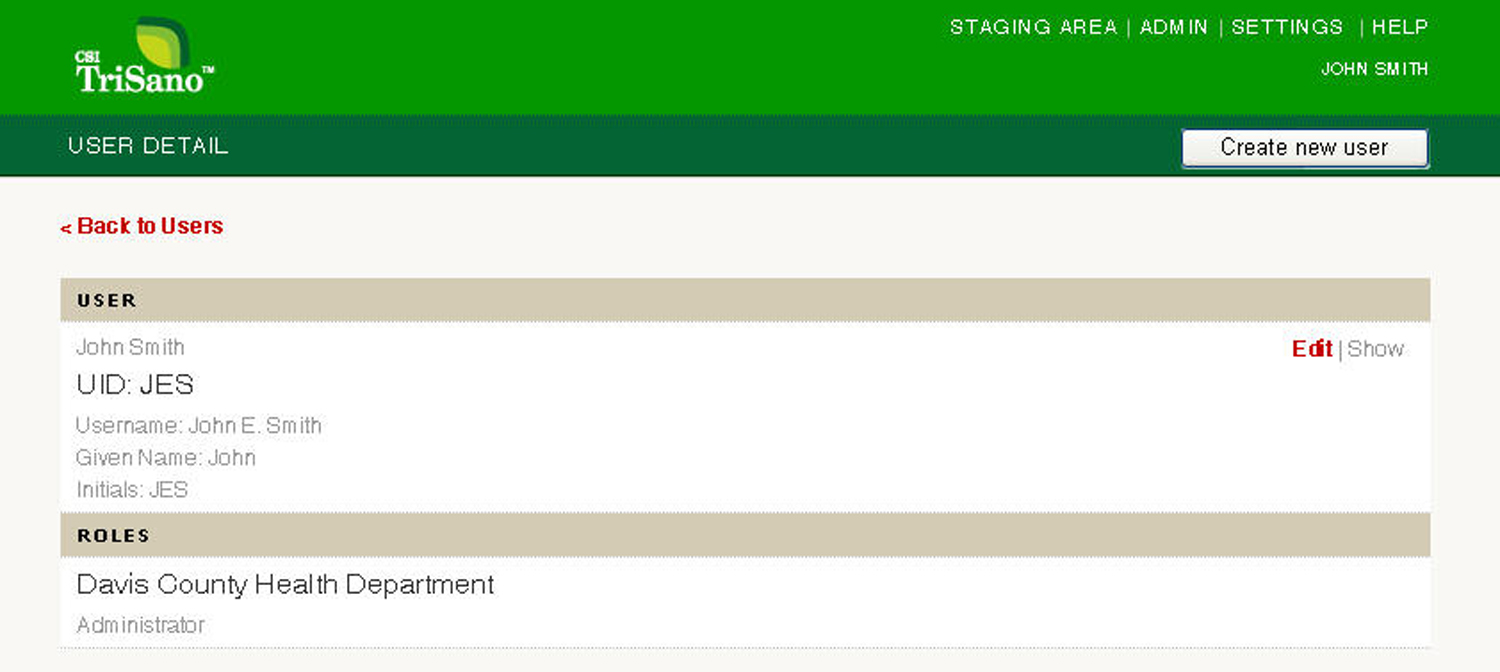 CSI
TriSano™
STAGING AREA | ADMIN | SETTINGS | HELP
JOHN SMITH
USER DETAIL
Create new user
< Back to Users
USER
John Smith
Edit | Show
UID: JES
Username: John E. Smith
Given Name: John
Initials: JES
ROLES
Davis County Health Department
Administrator